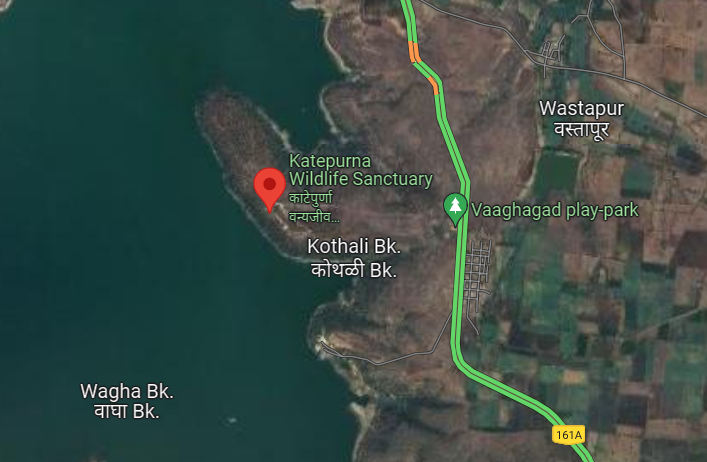 Wastapur
वस्तापूर
Katepurna
Wildlife Sanctuary
काटेपुर्णा
वन्यजीव...
Vaaghagad play-park
Kothali Bk.
कोथळी Bk.
Wagha Bk.
वाघा Bk.
161A